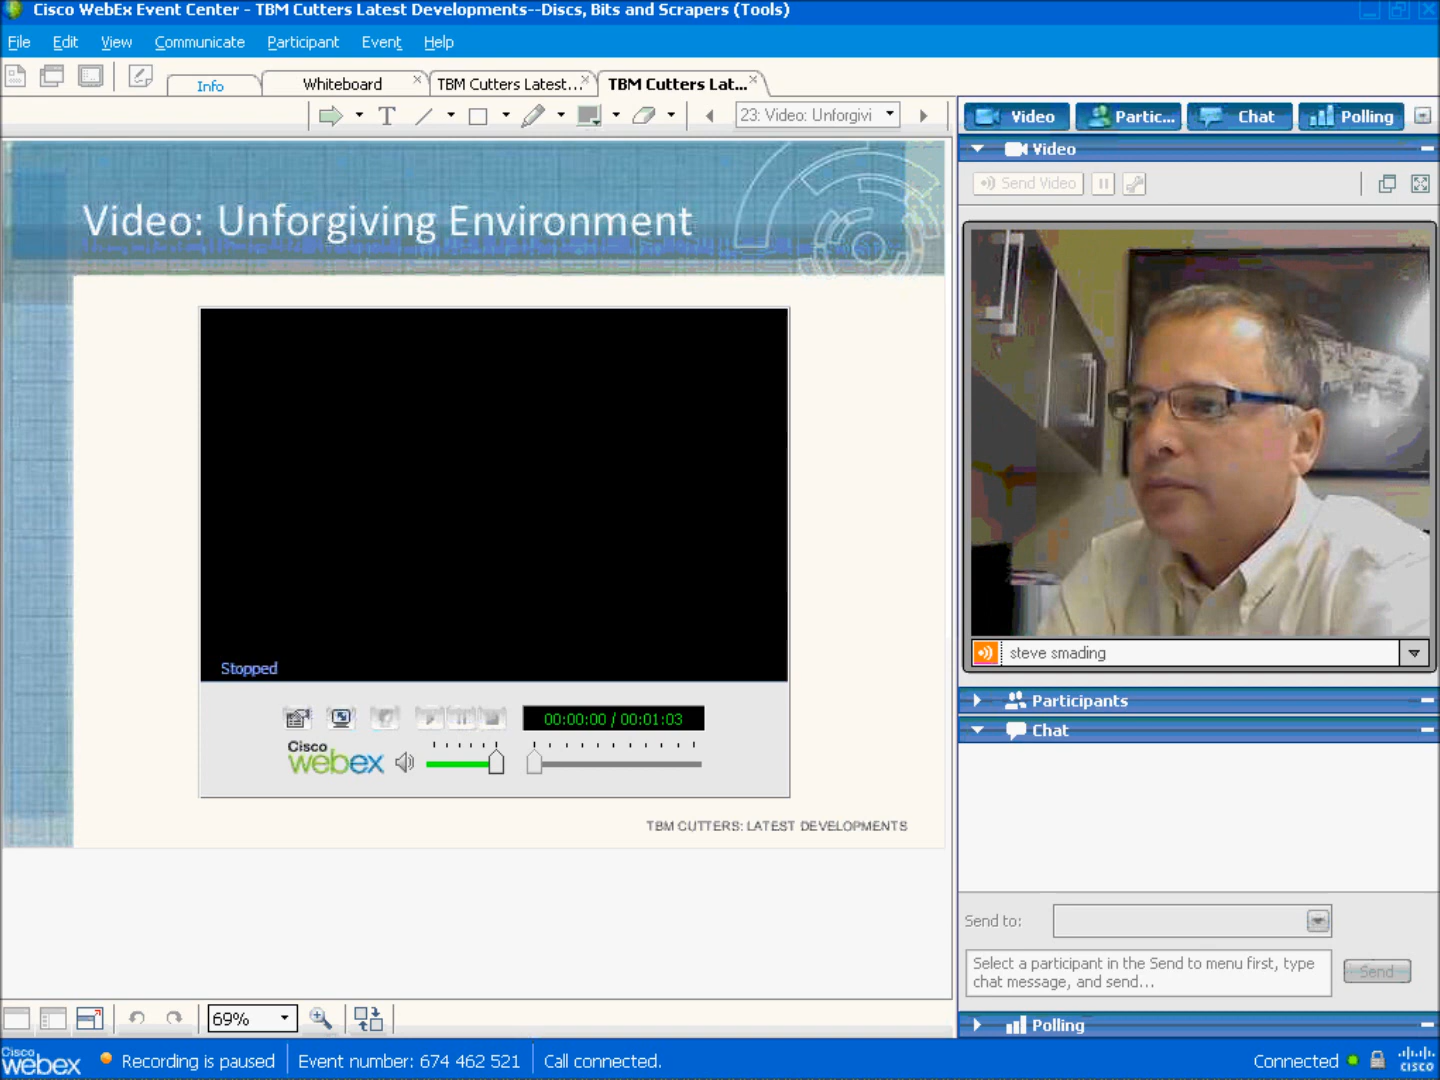 Cisco WebEx Event Center - TBM Cutters Latest Developments--Discs, Bits and Scrapers (Tools)
File Edit View Communicate Participant Event Help
Info Whiteboard TBM Cutters Latest... TBM Cutters Lat...
T 23: Video: Unforgivi
Video Partic... Chat Polling
Video
Send Video
Video: Unforgiving Environment
Stopped
00:00:00 / 00:01:03
Cisco
webex
TBM CUTTERS: LATEST DEVELOPMENTS
steve smading
Participants
Chat
Send to:
Select a participant in the Send to menu first, type
chat message, and send...
Send
Polling
69%
Cisco
webex
Recording is paused Event number: 674 462 521 Call connected.
Connected
CISCO